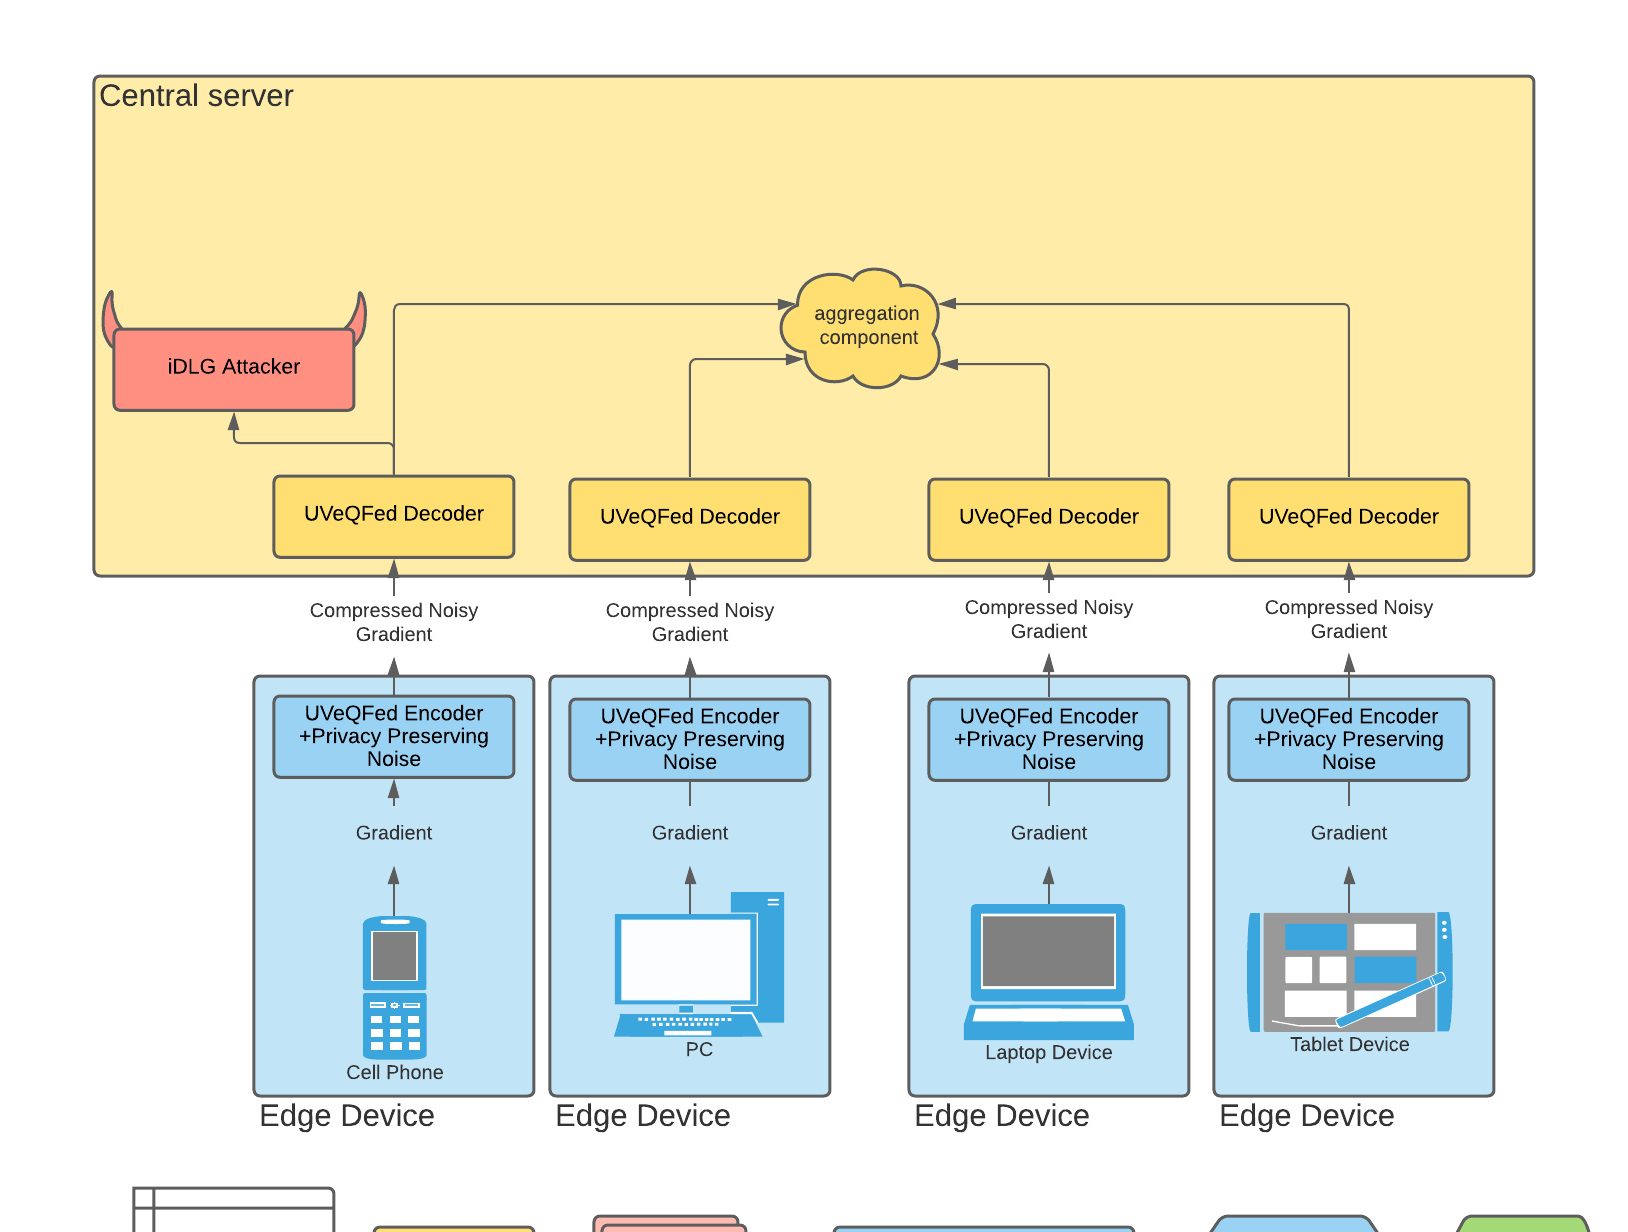 Central server
aggregation
component
iDLG Attacker
UVeQFed Decoder
UVeQFed Decoder
UVeQFed Decoder
UVeQFed Decoder
Compressed Noisy
Gradient
Compressed Noisy
Gradient
Compressed Noisy
Gradient
Compressed Noisy
Gradient
UVeQFed Encoder
+Privacy Preserving
Noise
UVeQFed Encoder
+Privacy Preserving
Noise
UVeQFed Encoder
+Privacy Preserving
Noise
UVeQFed Encoder
+Privacy Preserving
Noise
Gradient
Gradient
Gradient
Gradient
Cell Phone
PC
Laptop Device
Tablet Device
Edge Device
Edge Device
Edge Device
Edge Device